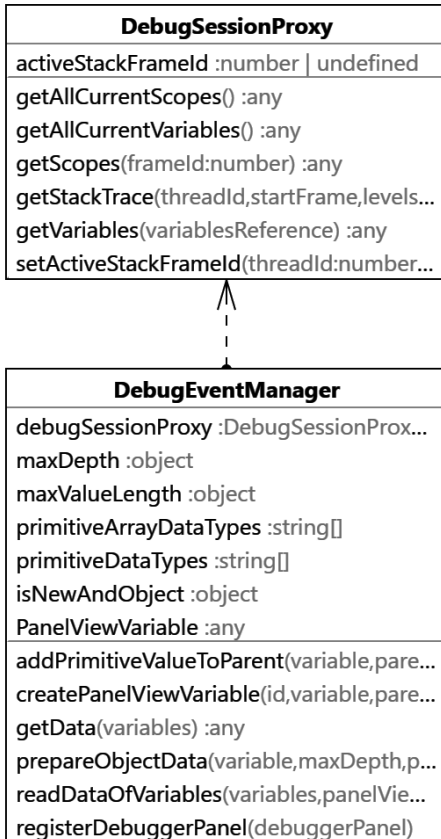 DebugSessionProxy
activeStackFrameId :number | undefined
getAllCurrentScopes() :any
getAllCurrentVariables() :any
getScopes(frameId:number) :any
getStackTrace(threadId,startFrame,levels...
getVariables(variablesReference) :any
setActiveStackFrameId(threadId:number...
DebugEventManager
debugSessionProxy :DebugSessionProx...
maxDepth :object
maxValueLength :object
primitiveArrayDataTypes :string[]
primitiveDataTypes :string[]
isNewAndObject :object
PanelViewVariable :any
addPrimitiveValueToParent(variable,pare...
createPanelViewVariable(id,variable,pare...
getData(variables) :any
prepareObjectData(variable,maxDepth,p...
readDataOfVariables(variables,panelVie...
registerDebuggerPanel(debuggerPanel)